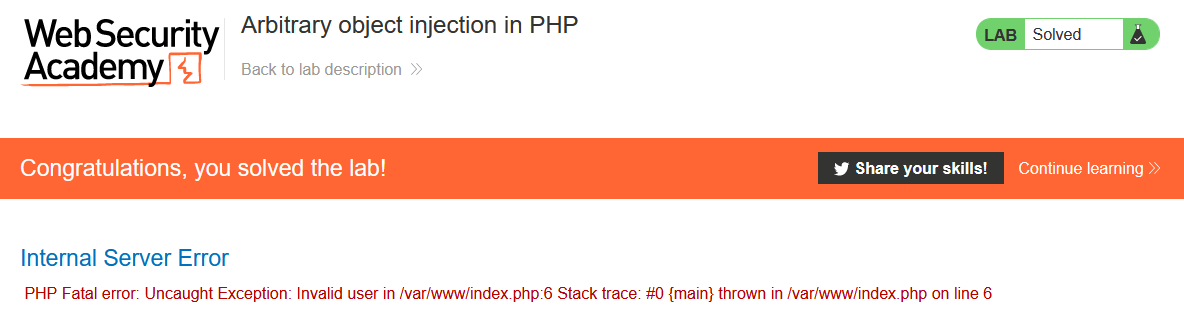 Web Security
Academy
Arbitrary object injection in PHP
Back to lab description
LAB Solved
Congratulations, you solved the lab!
Share your skills!
Continue learning
Internal Server Error
PHP Fatal error: Uncaught Exception: Invalid user in /var/www/index.php:6 Stack trace: #0 {main} thrown in /var/www/index.php on line 6